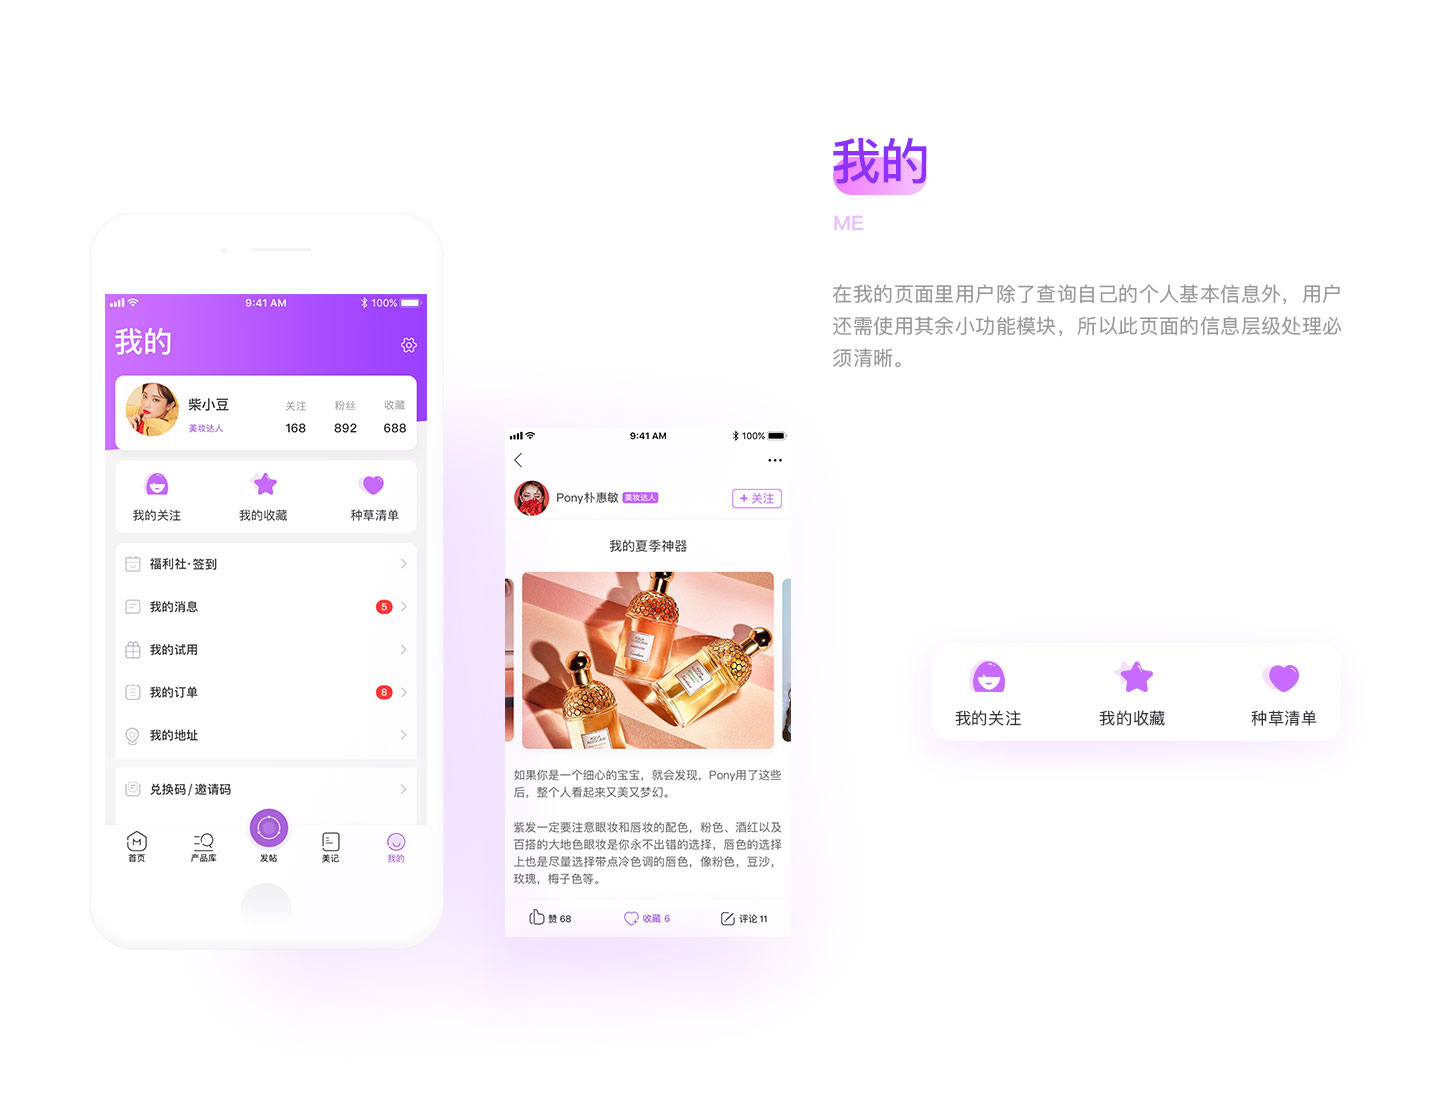 我的
ME
在我的页面里用户除了查询自己的个人基本信息外，用户
还需使用其余小功能模块，所以此页面的信息层级处理必
须清晰。
9:41 AM
100%
我的
柴小豆
美妆达人
关注
粉丝
收藏
168
892
688
我的关注
我的收藏
种草清单
福利社·签到
我的消息
5
我的试用
我的订单
8
我的地址
兑换码/邀请码
首页
产品库
发帖
美记
我的
9:41 AM
100%
Pony朴惠敏
美妆达人
+关注
我的夏季神器
如果你是一个细心的宝宝，就会发现，Pony用了这些
后，整个人看起来又美又梦幻。
紫发一定要注意眼妆和唇妆的配色，粉色、酒红以及
百搭的大地色眼妆是你永不出错的选择，唇色的选择
上也是尽量选择带点冷色调的唇色，像粉色，豆沙，
玫瑰，梅子色等。
赞 68
收藏 6
评论 11
我的关注
我的收藏
种草清单